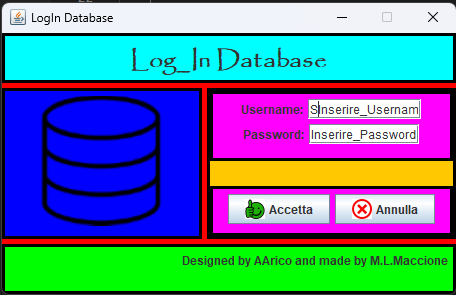 LogIn Database
Log_In Database
Username: SInserire_Usernam
Password: Inserire_Password
Accetta Annulla
Designed by AArico and made by M.L.Maccione